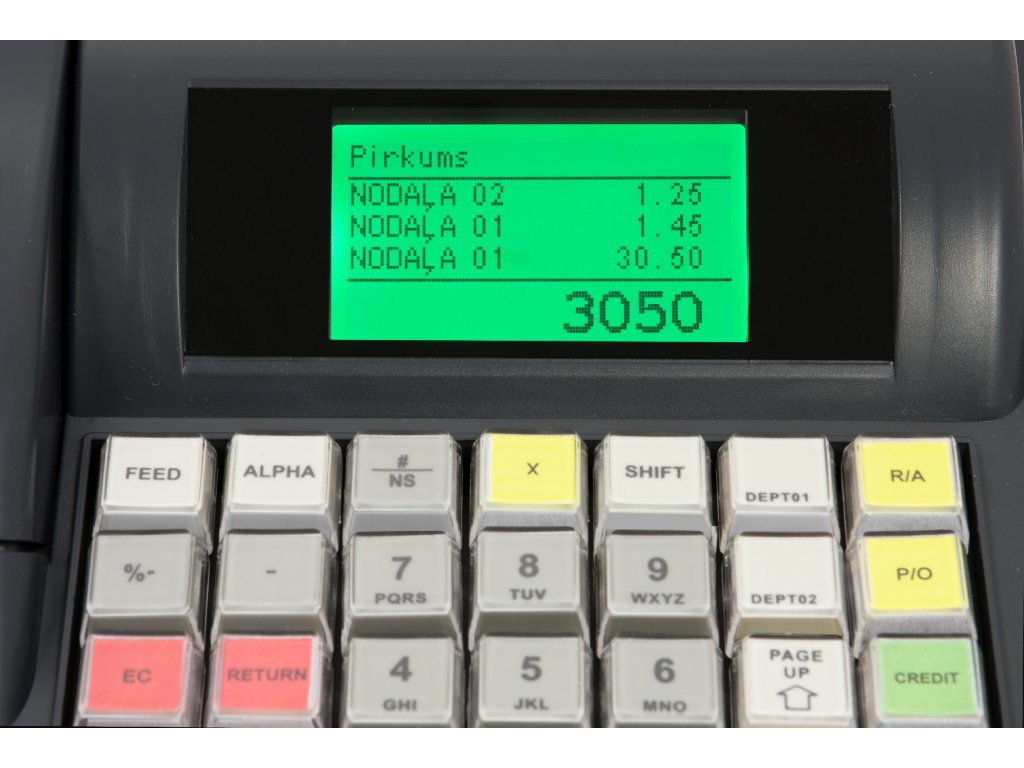 Pirkums
NODAĻA 02 1.25
NODAĻA 01 1.45
NODAĻA 01 30.50
3050
FEED ALPHA #/NS X SHIFT DEPT01 R/A
%- - 7 PQRS 8 TUV 9 WXYZ DEPT02 P/O
EC RETURN 4 GHI 5 JKL 6 MNO PAGE UP CREDIT